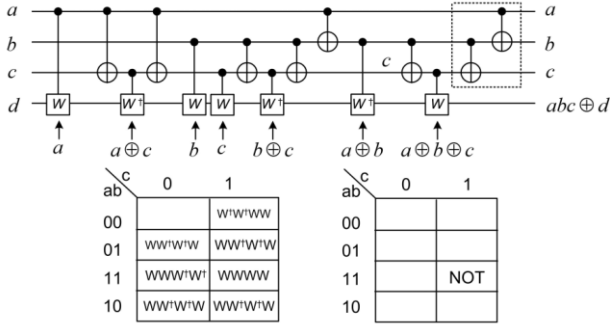 a a
b b
c c c
d W W† W W W† W† W abc⊕d
a a⊕c b c b⊕c a⊕b a⊕b⊕c
c c
ab 0 1 ab 0 1
00 W†W†WW 00
01 WW†W†W WW†W†W 01
11 WWW†W† WWWW 11 NOT
10 WW†W†W WW†W†W 10